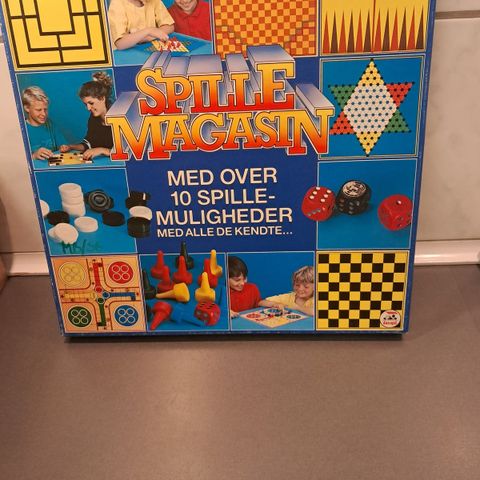 SPILLE
MAGASIN
MED OVER
10 SPILLE-
MULIGHEDER
MED ALLE DE KENDTE...